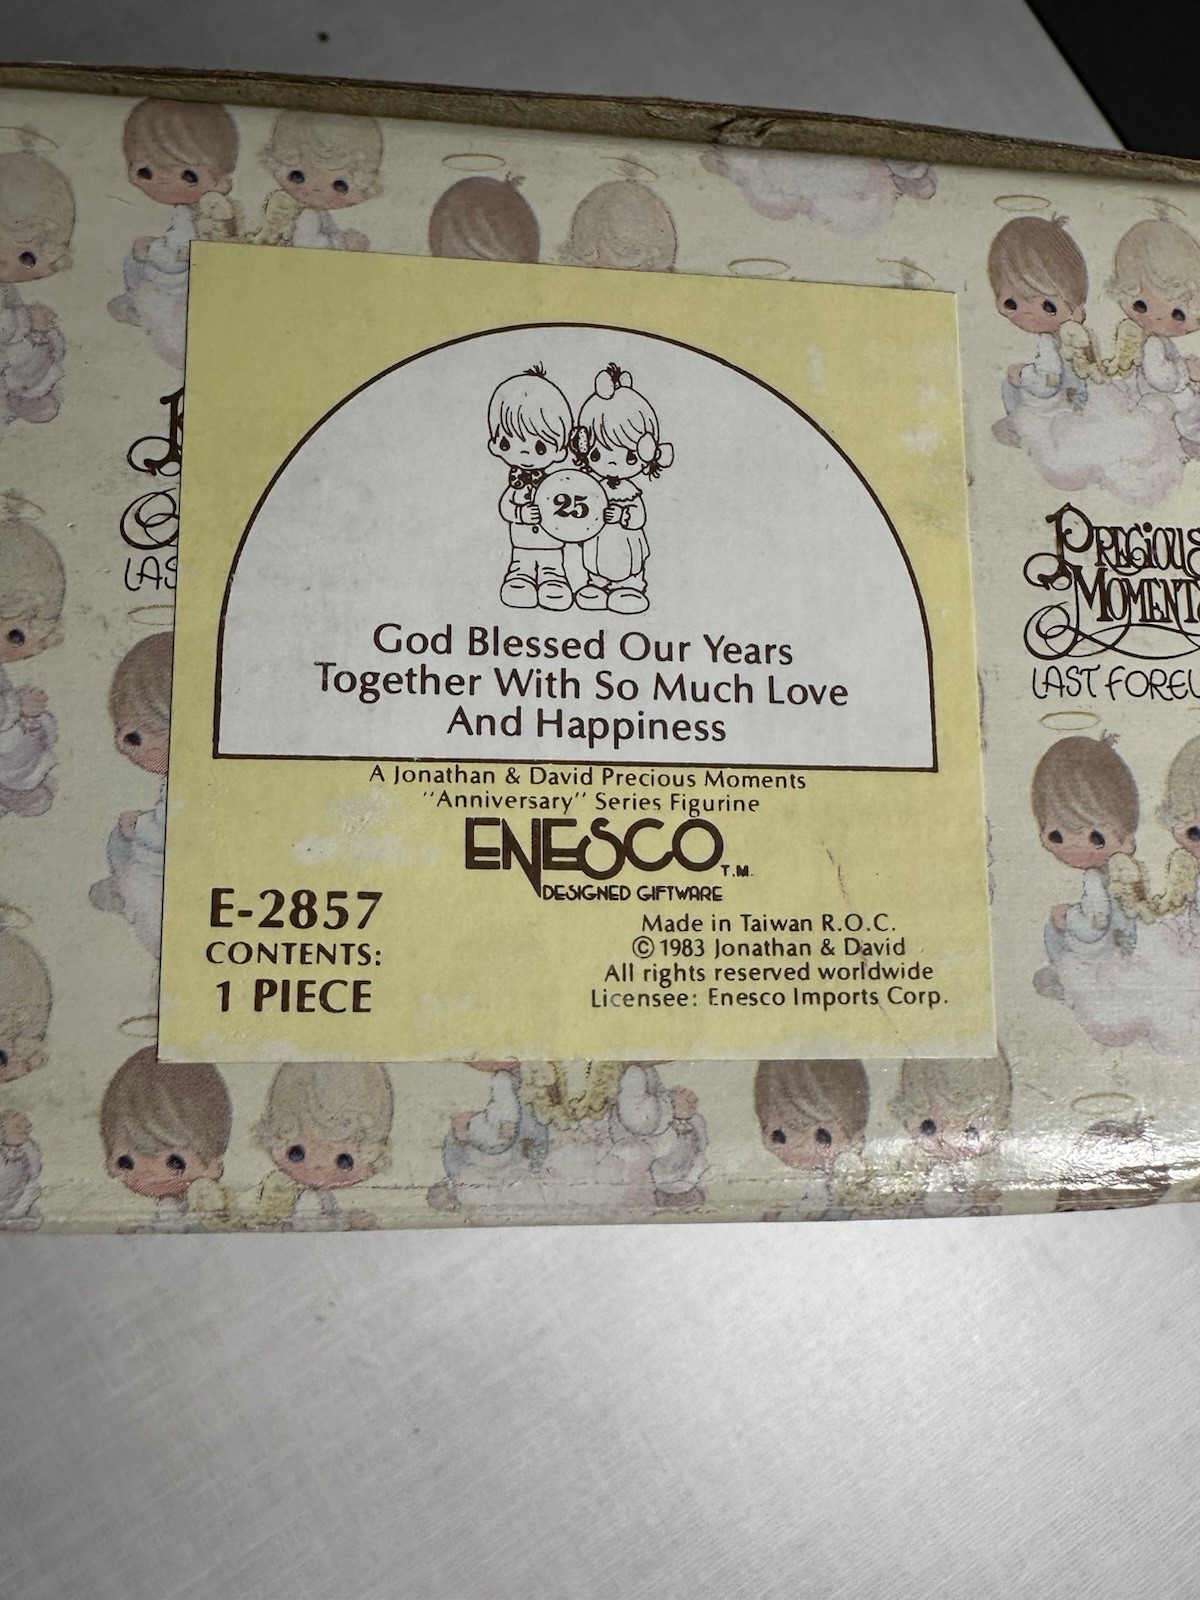 25
God Blessed Our Years
Together With So Much Love
And Happiness
A Jonathan & David Precious Moments
"Anniversary" Series Figurine
ENESCO T.M.
DESIGNED GIFTWARE
E-2857
CONTENTS:
1 PIECE
Made in Taiwan R.O.C.
© 1983 Jonathan & David
All rights reserved worldwide
Licensee: Enesco Imports Corp.
PRECIOUS
MOMENTS
LAST FOREV
LAS